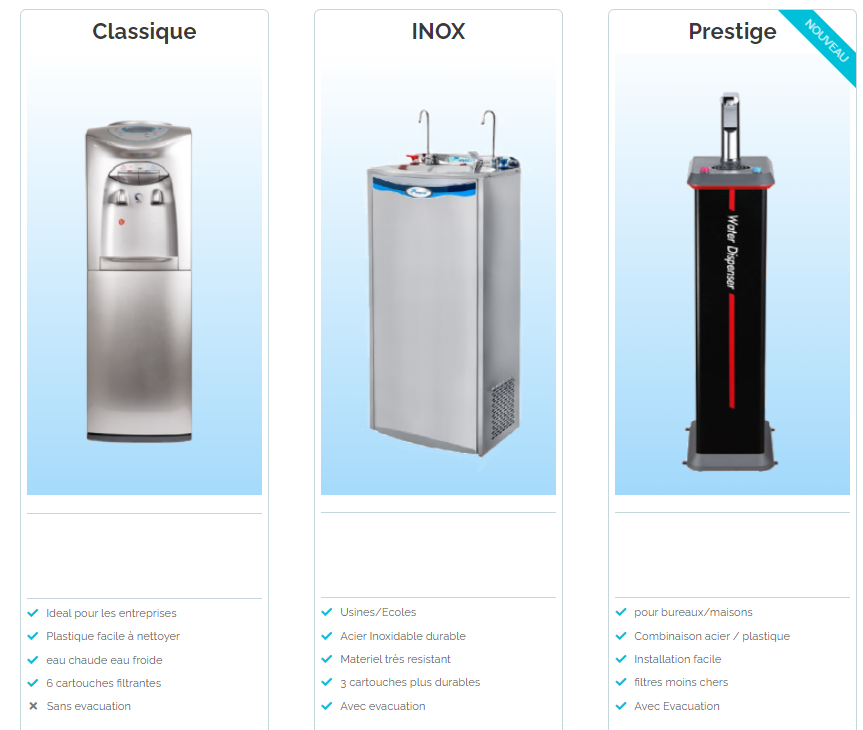 Classique
INOX
Prestige
NOUVEAU
Water Dispenser
Ideal pour les entreprises
Plastique facile à nettoyer
eau chaude eau froide
6 cartouches filtrantes
Sans evacuation
Usines/Ecoles
Acier Inoxidable durable
Materiel très resistant
3 cartouches plus durables
Avec evacuation
pour bureaux/maisons
Combinaison acier / plastique
Installation facile
filtres moins chers
Avec Evacuation